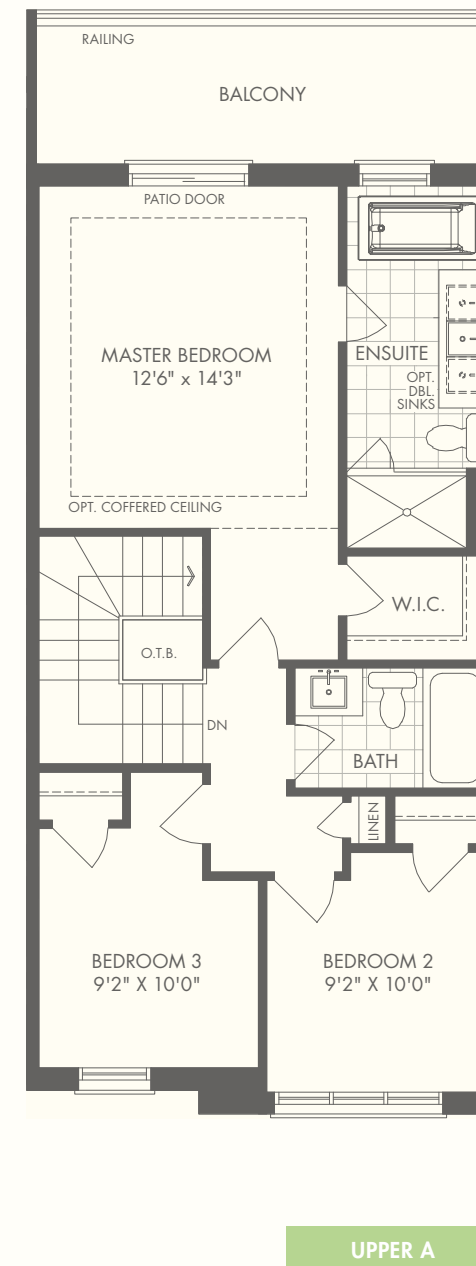 RAILING
BALCONY
PATIO DOOR
MASTER BEDROOM
12'6" x 14'3"
ENSUITE
OPT.
DBL.
SINKS
OPT. COFFERED CEILING
W.I.C.
O.T.B.
DN
BATH
LINEN
BEDROOM 3
9'2" X 10'0"
BEDROOM 2
9'2" X 10'0"
UPPER A